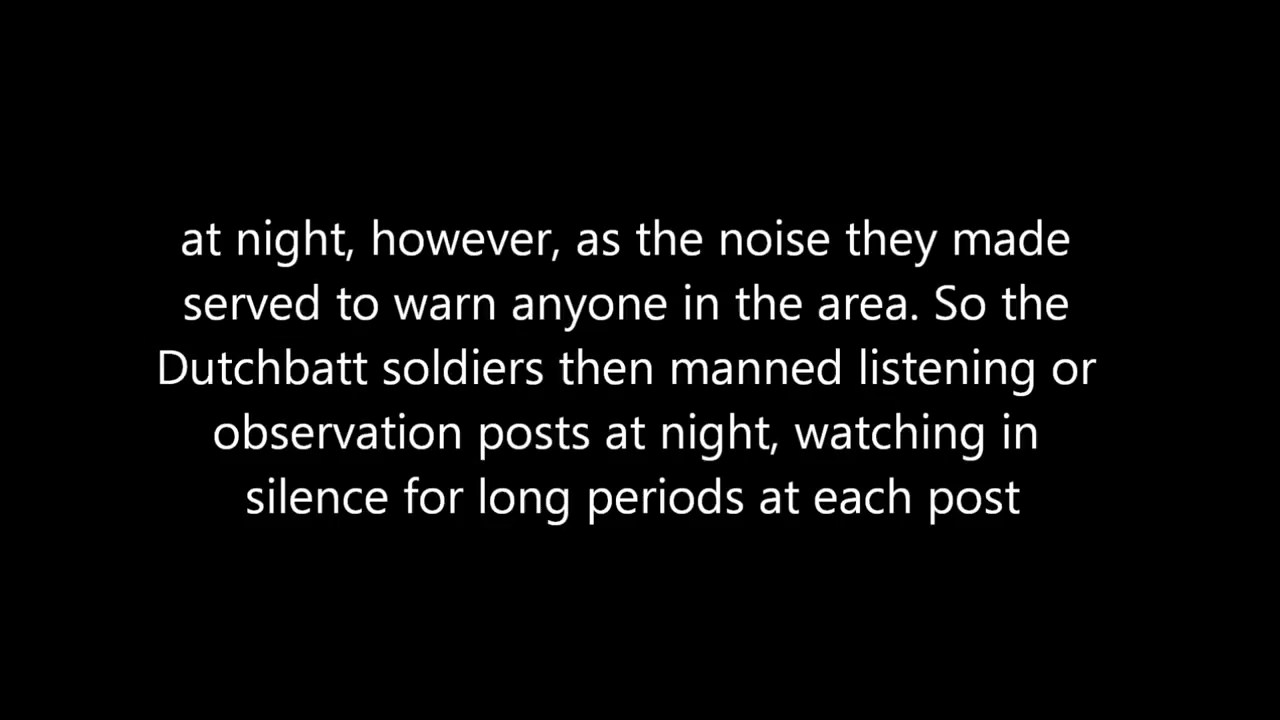 at night, however, as the noise they made
served to warn anyone in the area. So the
Dutchbatt soldiers then manned listening or
observation posts at night, watching in
silence for long periods at each post